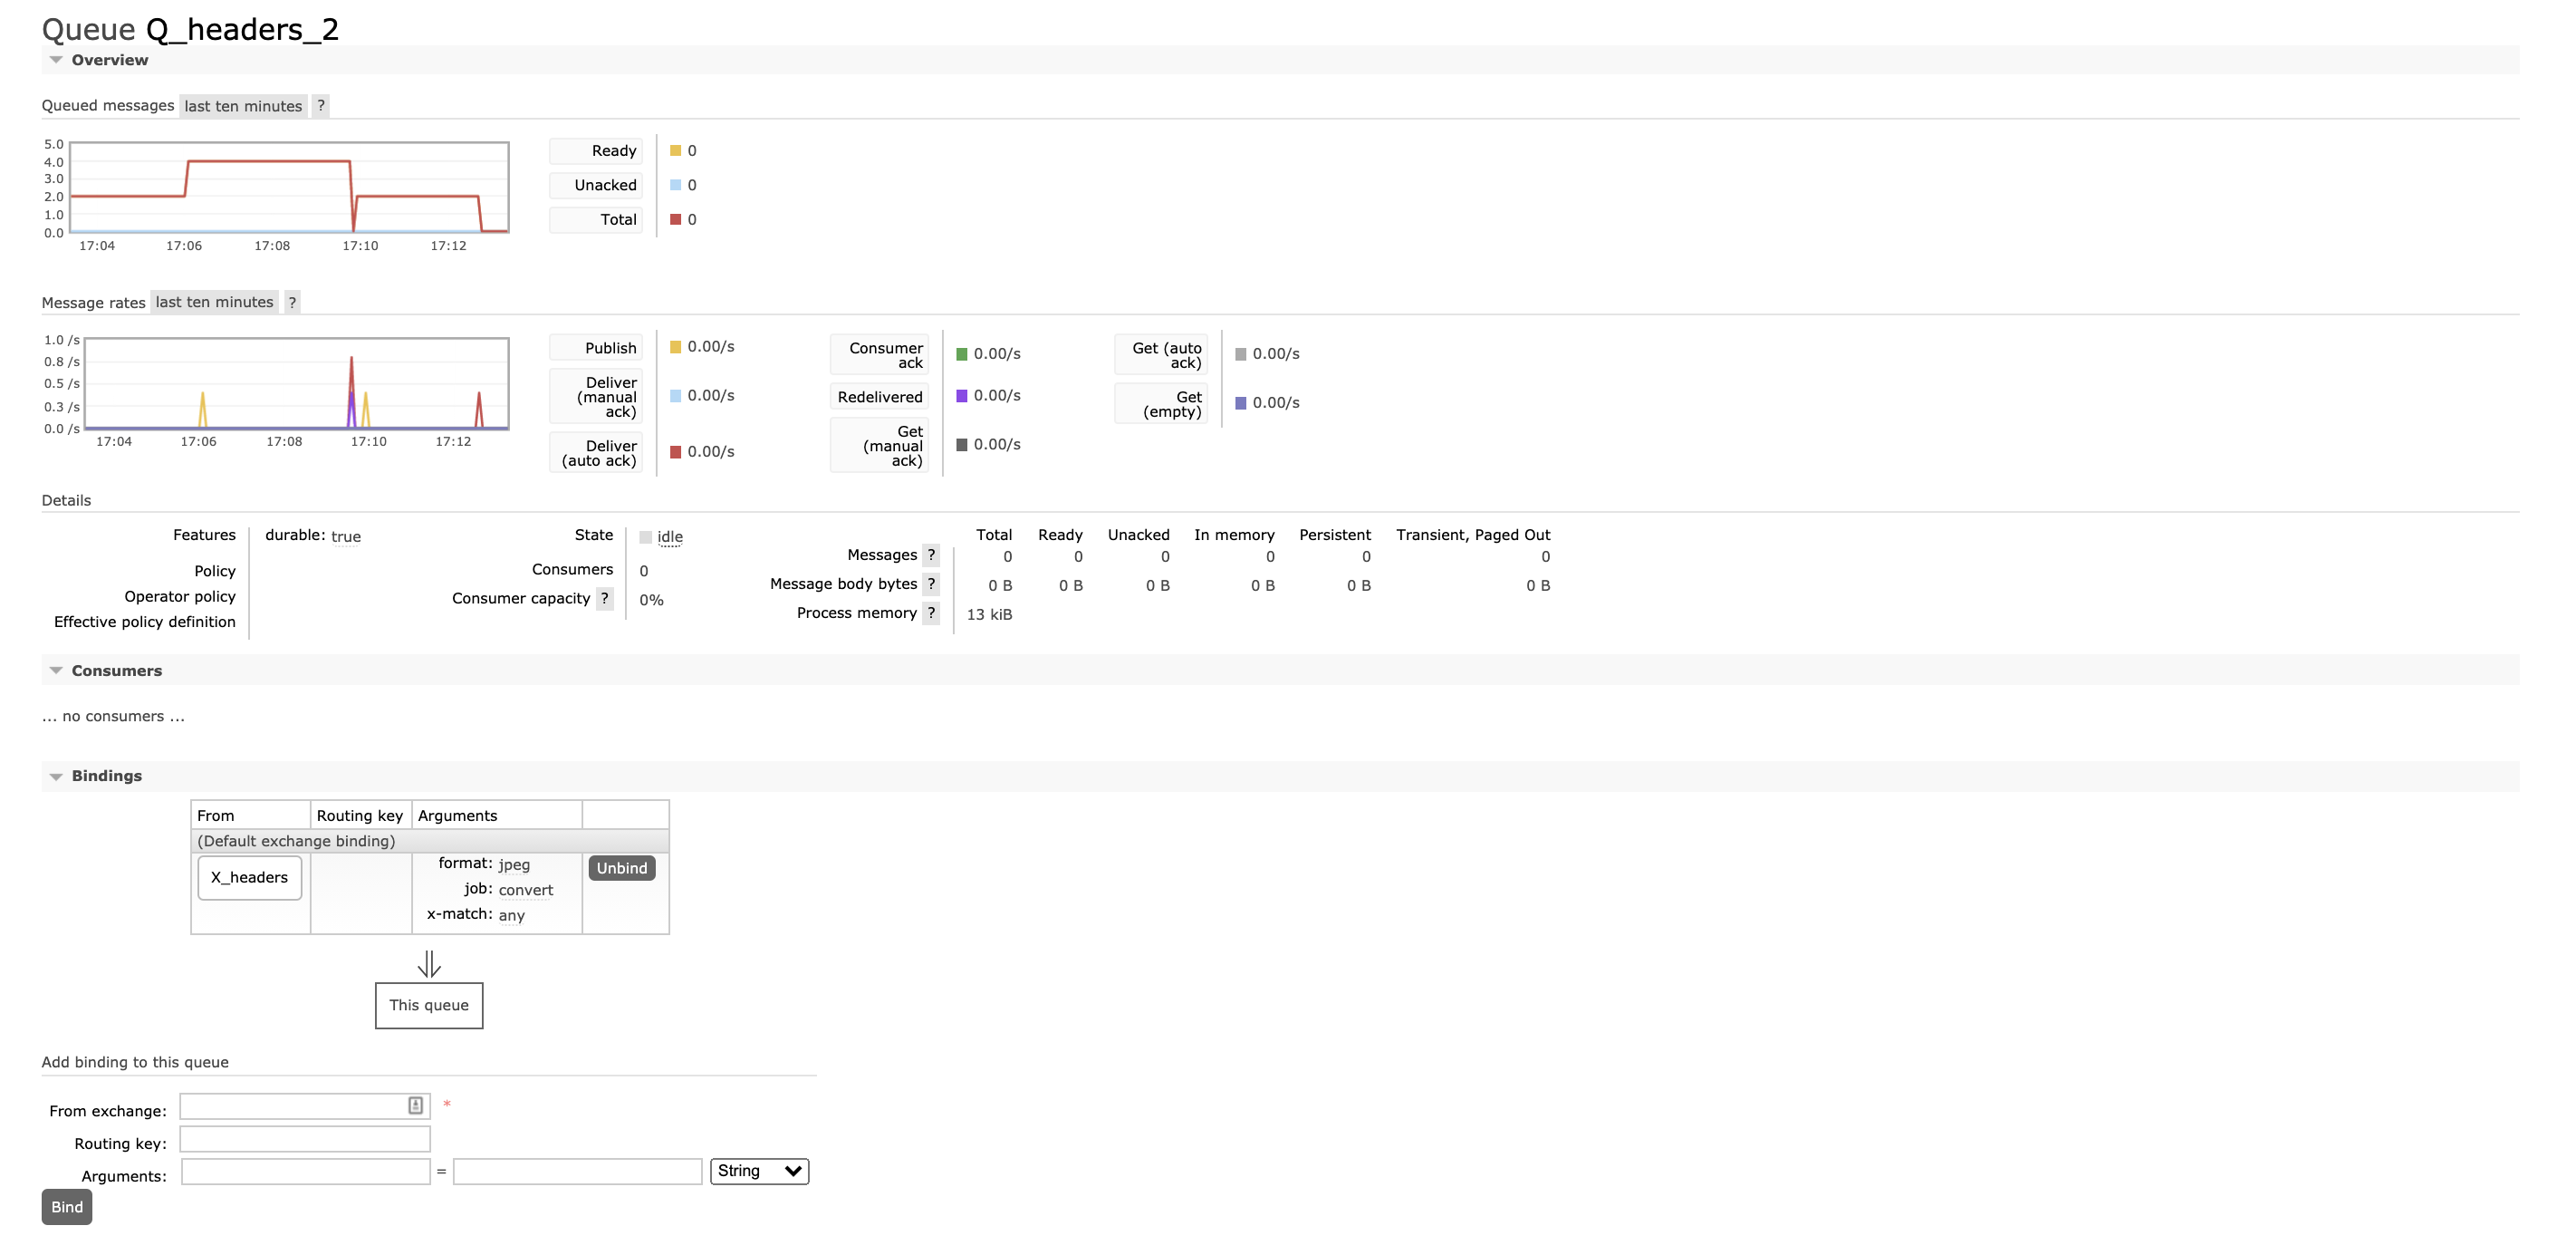 Queue Q_headers_2
Overview
Queued messages last ten minutes ?
5.0
4.0
3.0
2.0
1.0
0.0
17:04 17:06 17:08 17:10 17:12
Ready 0
Unacked 0
Total 0
Message rates last ten minutes ?
1.0 /s
0.8 /s
0.5 /s
0.3 /s
0.0 /s
17:04 17:06 17:08 17:10 17:12
Publish 0.00/s
Deliver
(manual
ack) 0.00/s
Deliver
(auto ack) 0.00/s
Consumer
ack 0.00/s
Redelivered 0.00/s
Get
(manual
ack) 0.00/s
Get (auto
ack) 0.00/s
Get
(empty) 0.00/s
Details
Features durable: true
Policy
Operator policy
Effective policy definition
State idle
Consumers 0
Consumer capacity ? 0%
Total Ready Unacked In memory Persistent Transient, Paged Out
Messages ? 0 0 0 0 0 0
Message body bytes ? 0 B 0 B 0 B 0 B 0 B 0 B
Process memory ? 13 kiB
Consumers
... no consumers ...
Bindings
From Routing key Arguments
(Default exchange binding)
X_headers format: jpeg Unbind
job: convert
x-match: any
⇓
This queue
Add binding to this queue
From exchange: *
Routing key:
Arguments: = String
Bind